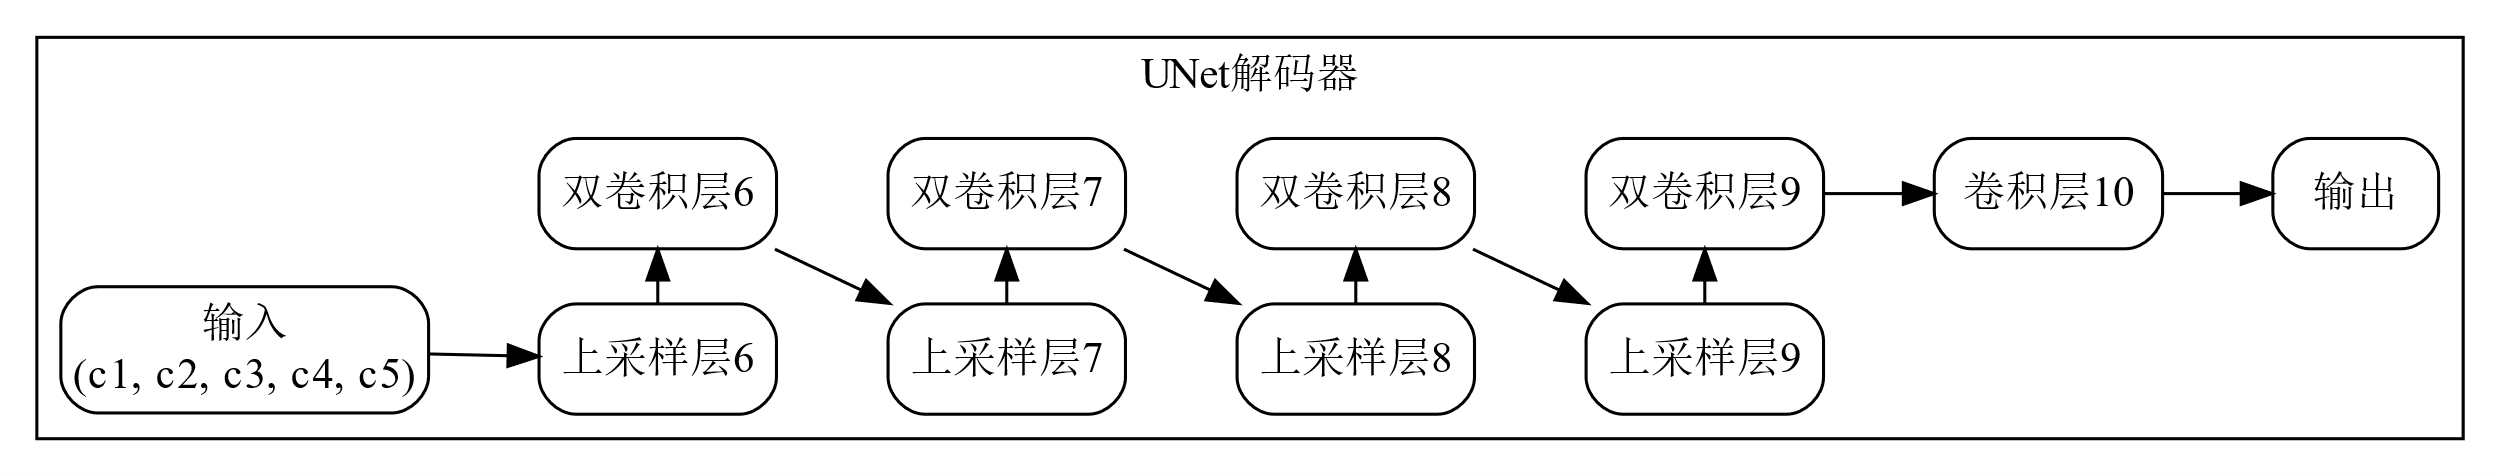 UNet解码器
双卷积层6
双卷积层7
双卷积层8
双卷积层9
卷积层10
输出
输入
(c1, c2, c3, c4, c5)
上采样层6
上采样层7
上采样层8
上采样层9